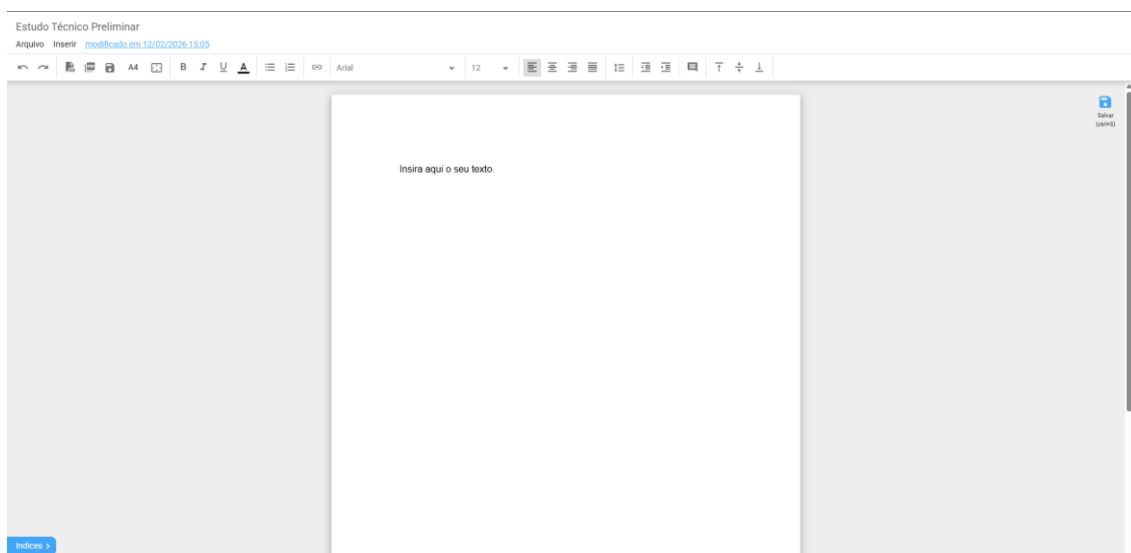 Estudo Técnico Preliminar
Arquivo Inserir modificado em 12/02/2026 15:05
A4 B I U A Arial 12
Salvar
(ctrl+S)
Insira aqui o seu texto.
Indices >